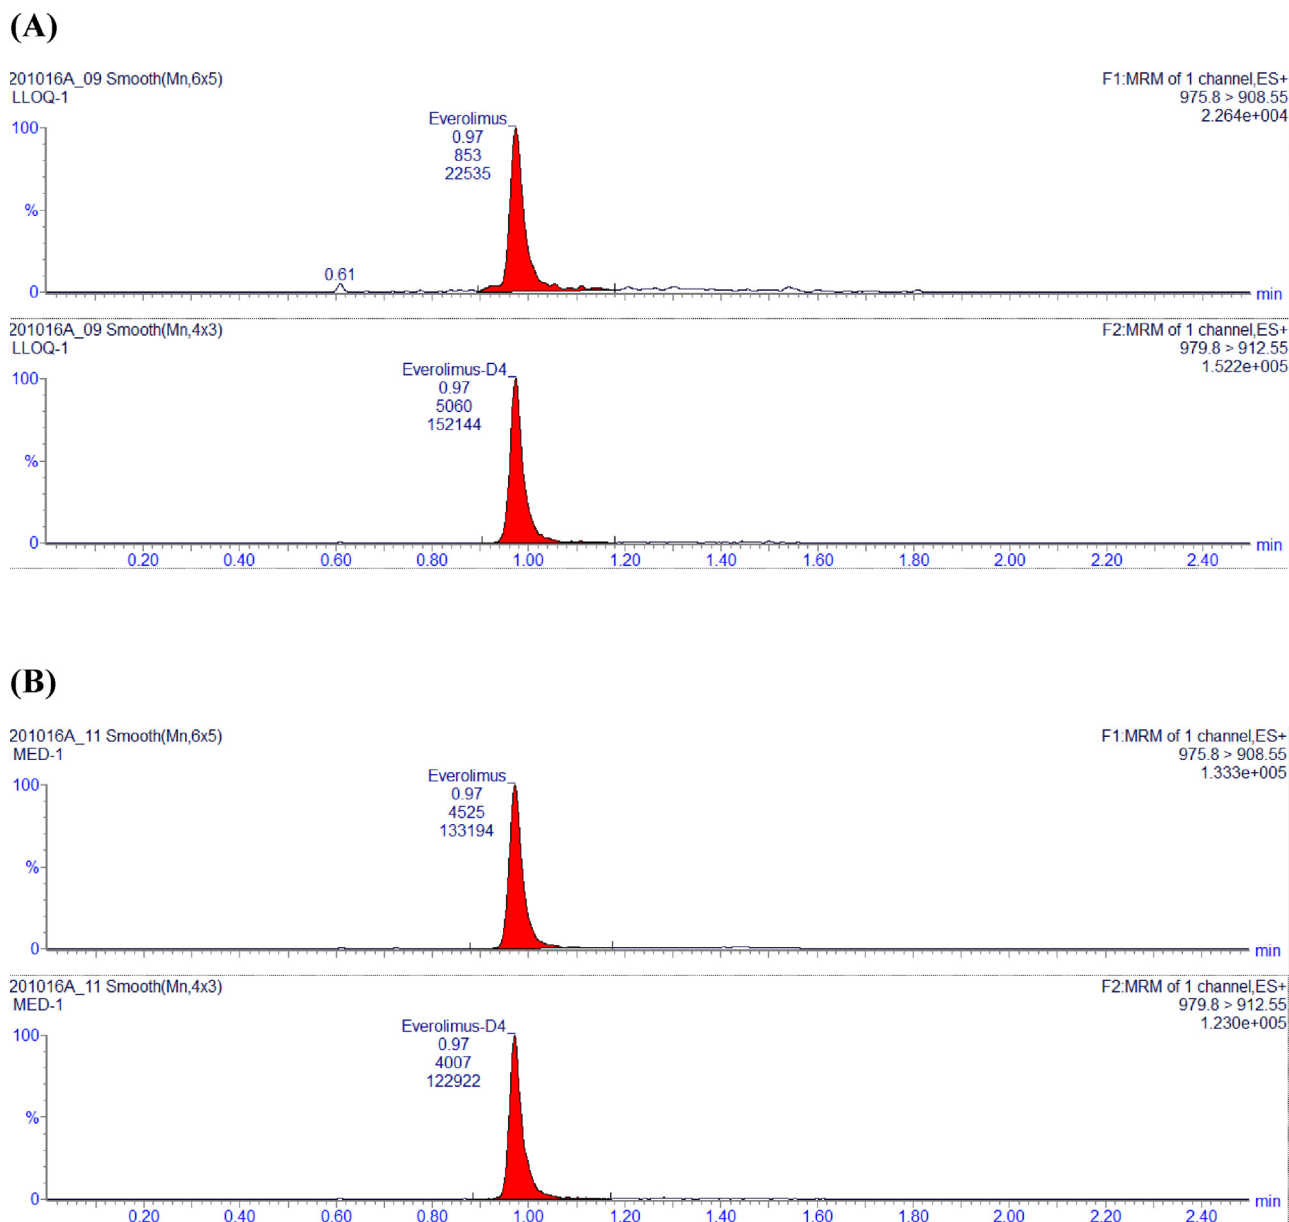 (A)
201016A_09 Smooth(Mn,6x5)
F1:MRM of 1 channel,ES+
LLOQ-1
975.8 > 908.55
2.264e+004
Everolimus
0.97
853
22535
100
%
0.61
0
min
201016A_09 Smooth(Mn,4x3)
F2:MRM of 1 channel,ES+
LLOQ-1
979.8 > 912.55
1.522e+005
Everolimus-D4
0.97
5060
152144
100
%
0
min
0.20 0.40 0.60 0.80 1.00 1.20 1.40 1.60 1.80 2.00 2.20 2.40
(B)
201016A_11 Smooth(Mn,6x5)
F1:MRM of 1 channel,ES+
MED-1
975.8 > 908.55
1.333e+005
Everolimus
0.97
4525
133194
100
%
0
min
201016A_11 Smooth(Mn,4x3)
F2:MRM of 1 channel,ES+
MED-1
979.8 > 912.55
1.230e+005
Everolimus-D4
0.97
4007
122922
100
%
0
min
0.20 0.40 0.60 0.80 1.00 1.20 1.40 1.60 1.80 2.00 2.20 2.40